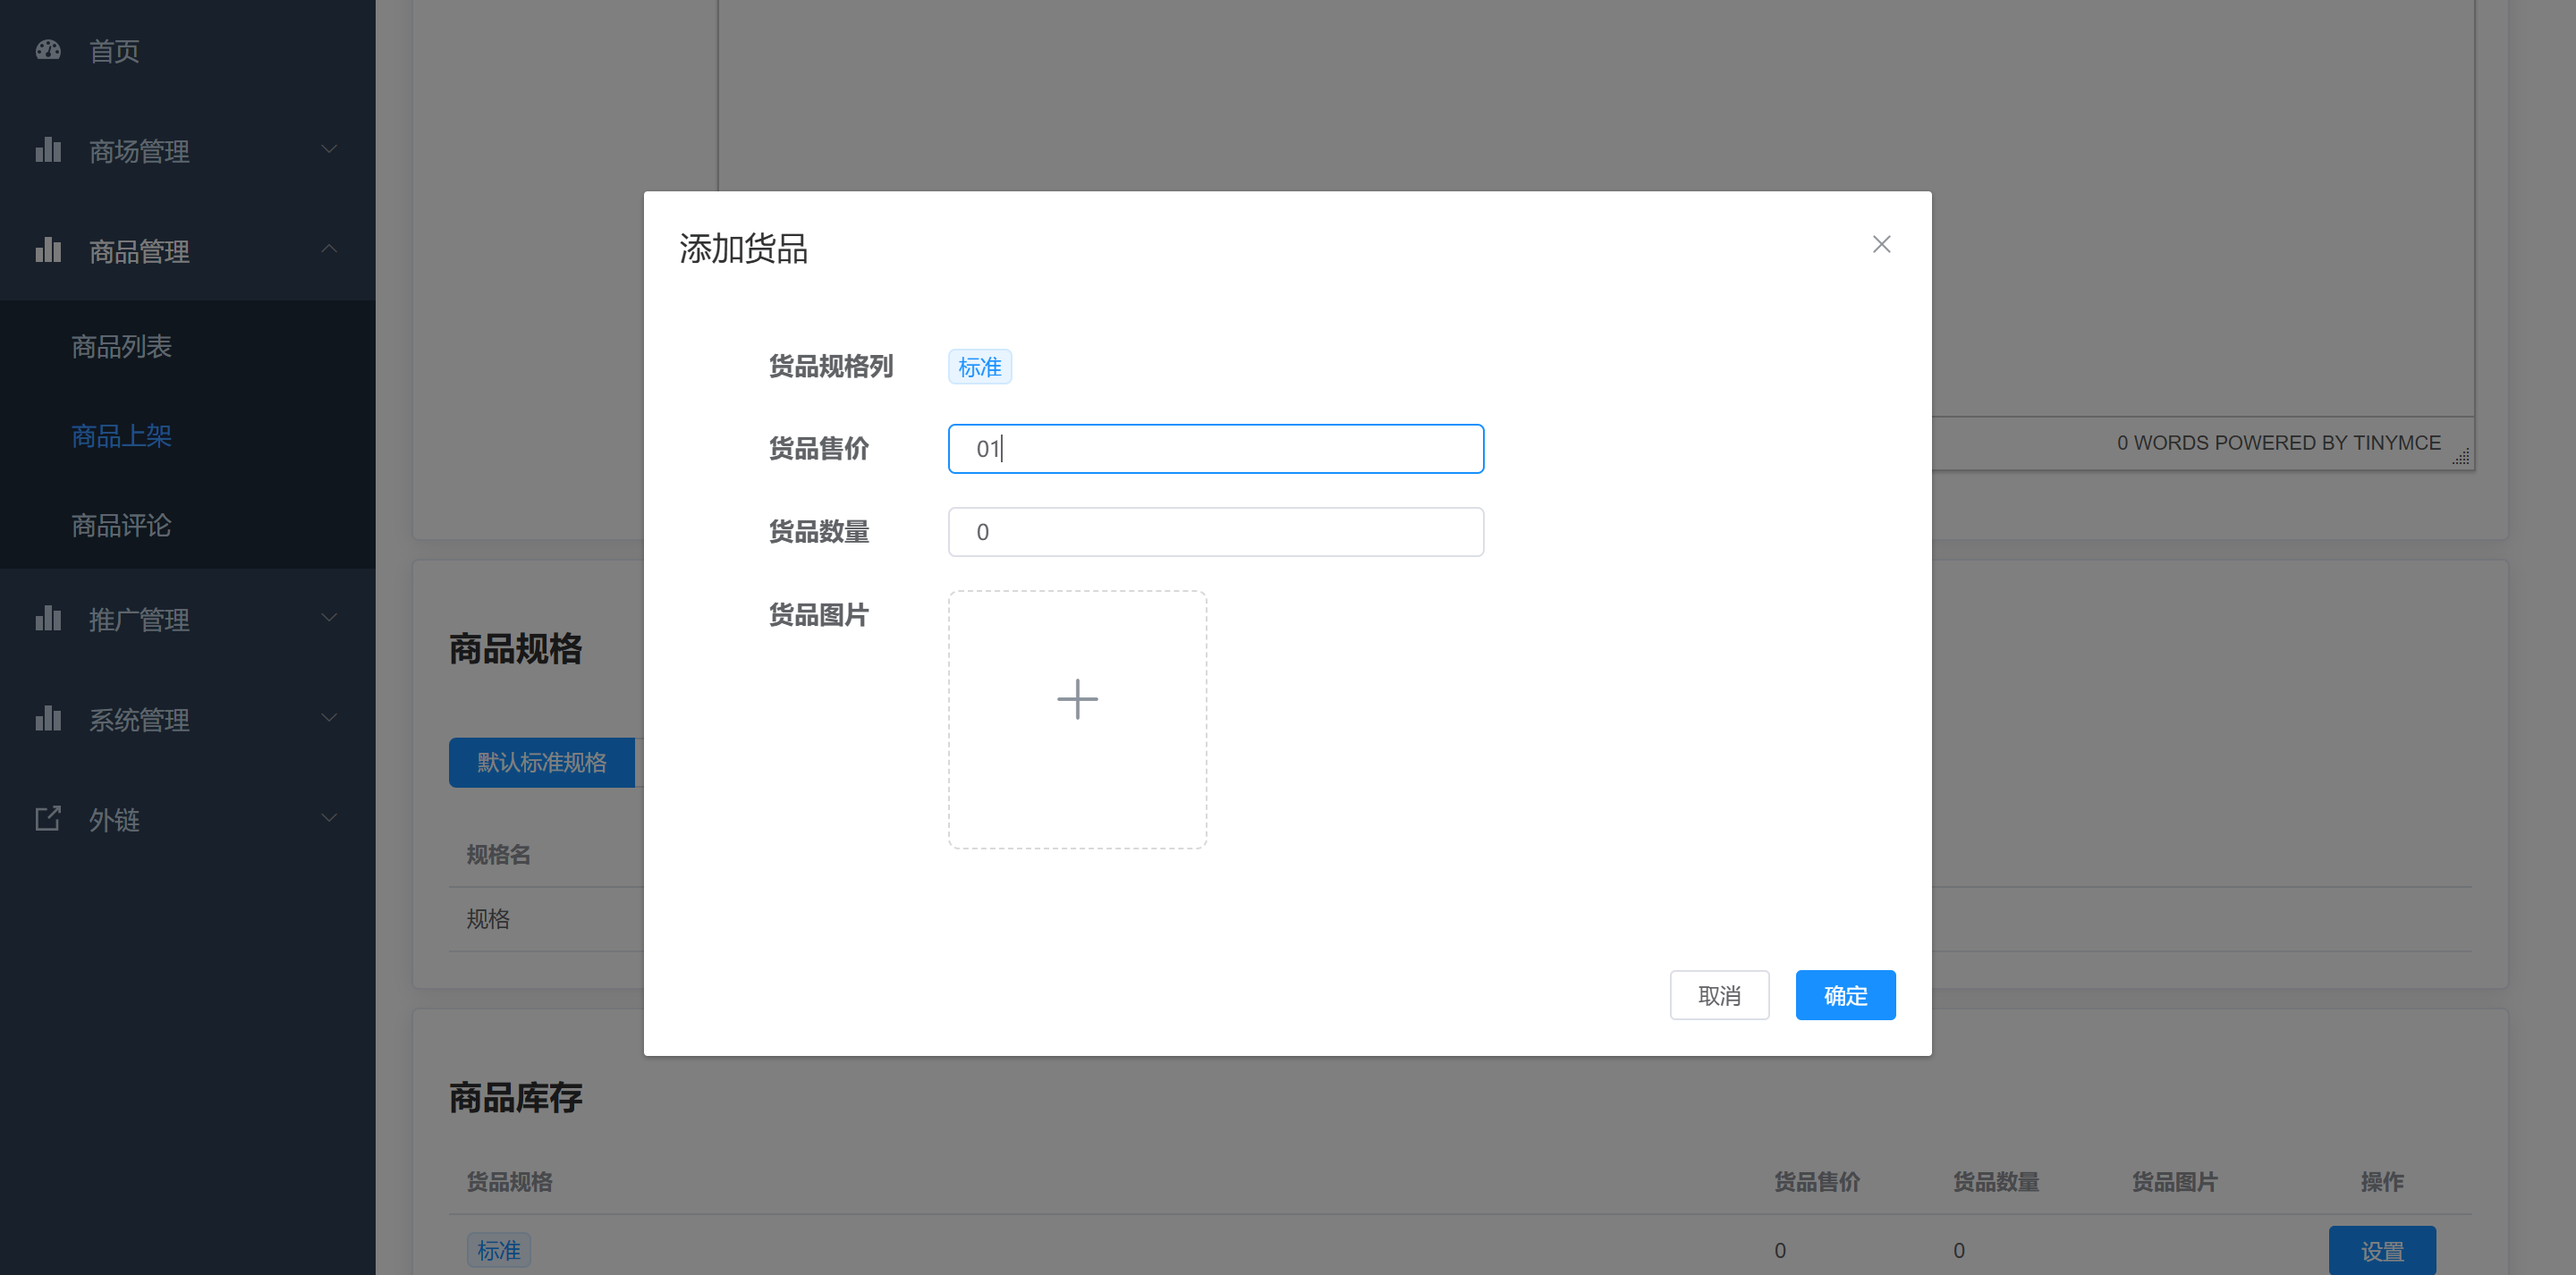 首页
商场管理
商品管理
商品列表
商品上架
商品评论
推广管理
系统管理
外链
0 WORDS POWERED BY TINYMCE
添加货品
货品规格列 标准
货品售价 01
货品数量 0
货品图片
取消 确定
商品规格
默认标准规格
规格名
规格
商品库存
货品规格 货品售价 货品数量 货品图片 操作
标准 0 0 设置